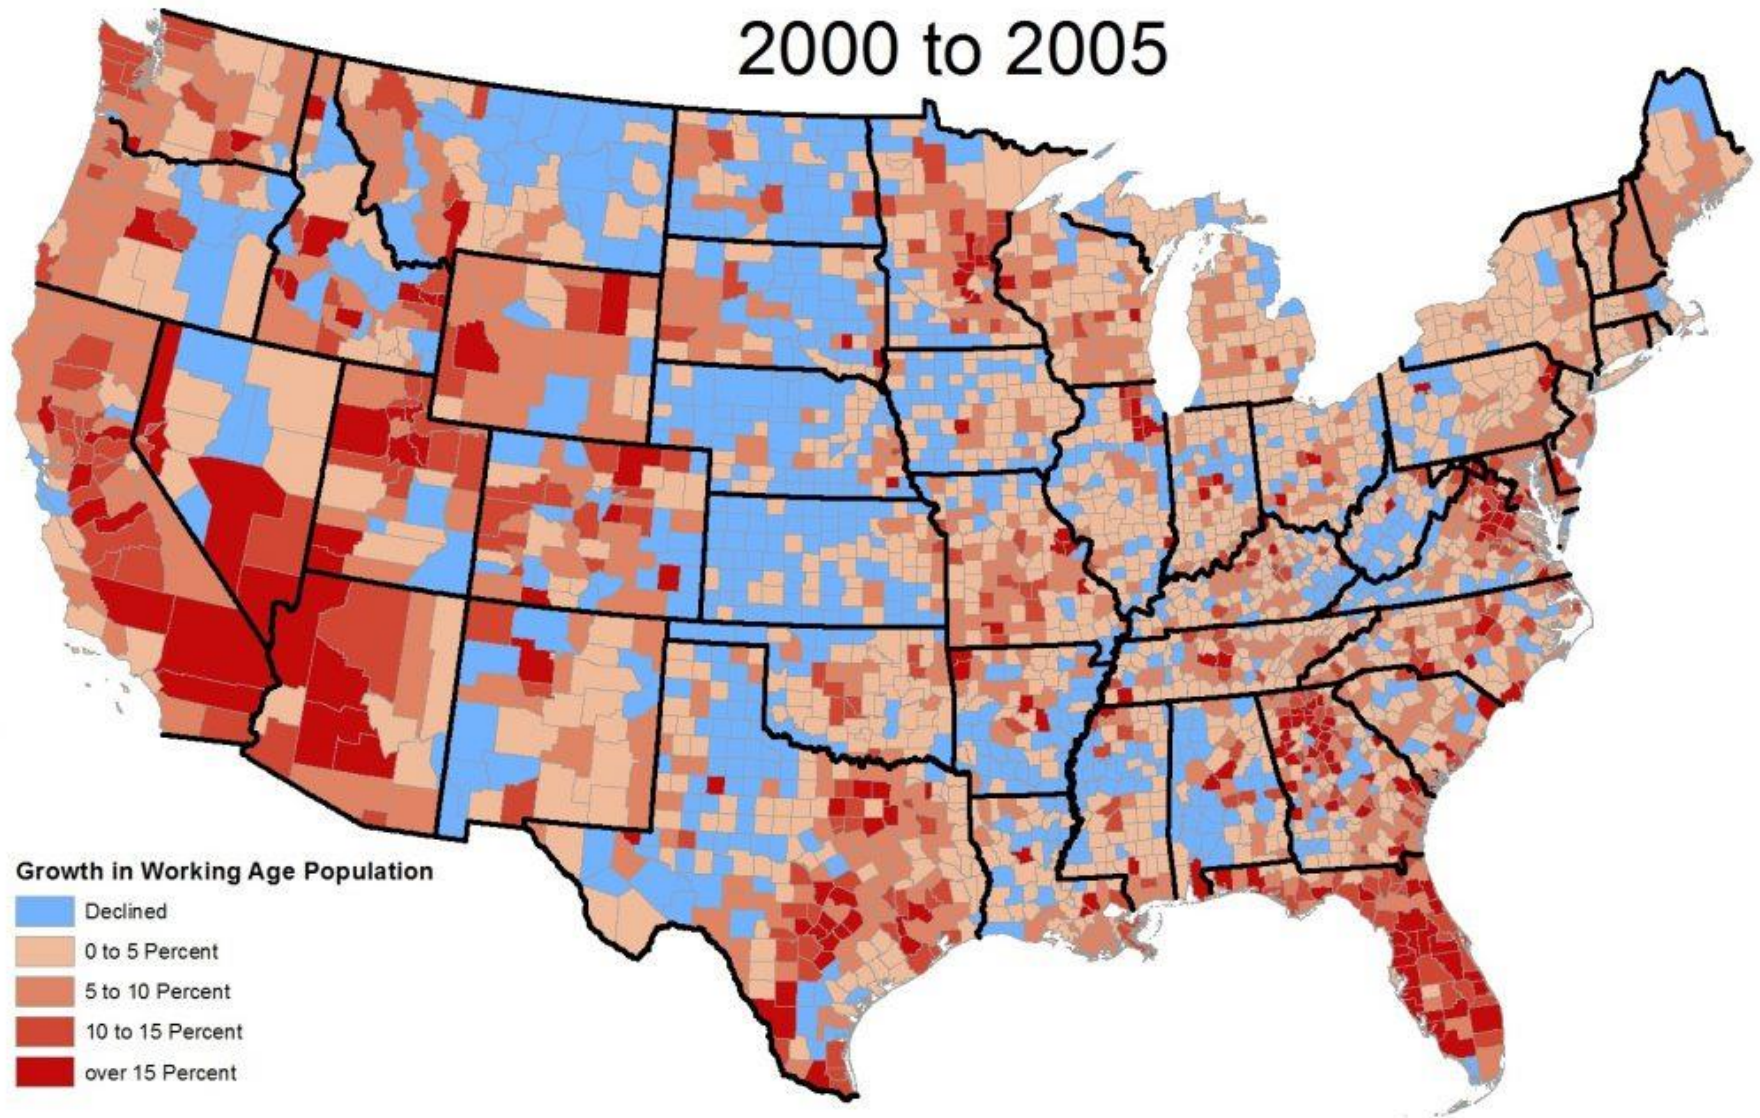 2000 to 2005
Growth in Working Age Population
Declined
0 to 5 Percent
5 to 10 Percent
10 to 15 Percent
over 15 Percent